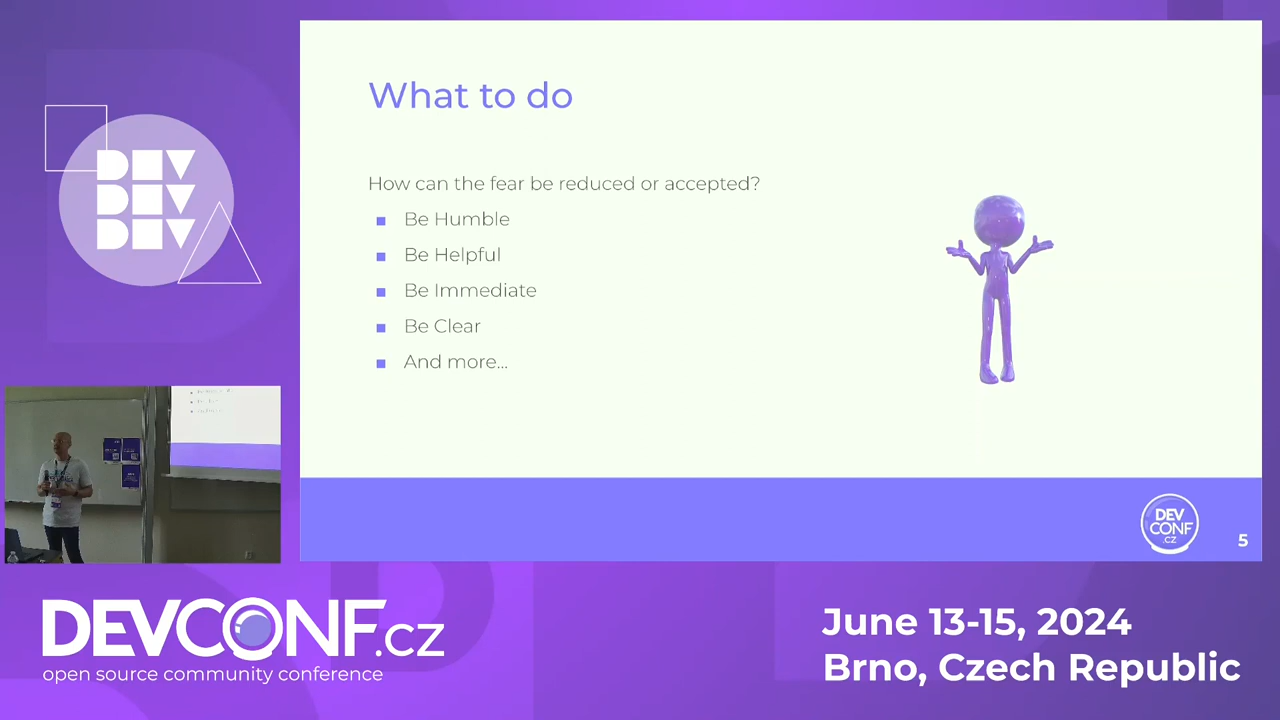 DEV
DEV
DEV
What to do
How can the fear be reduced or accepted?
Be Humble
Be Helpful
Be Immediate
Be Clear
And more...
DEV
CONF
.CZ
5
DEVCONF.cz
open source community conference
June 13-15, 2024
Brno, Czech Republic